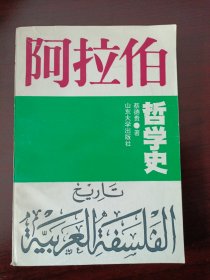 阿拉伯
哲学史
蔡德贵 著
山东大学出版社
تاريخ
الفلسفة العربية